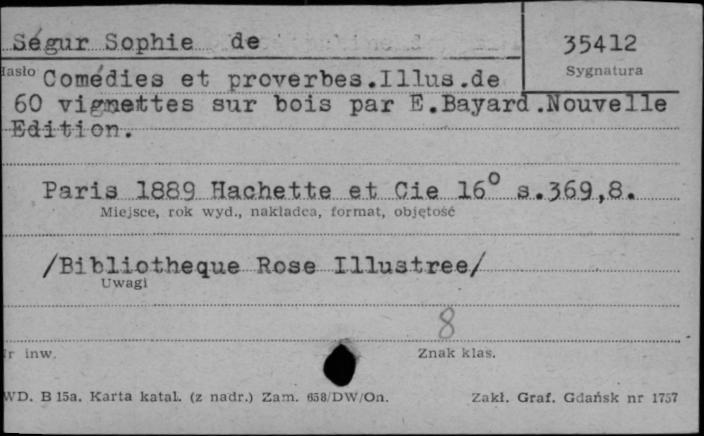 Ségur Sophie de
35412
Hasło
Sygnatura
Comédies et proverbes.Illus.de
60 vignettes sur bois par E.Bayard.Nouvelle
Edition.
Paris 1889 Hachette et Cie 16° s.369,8.
Miejsce, rok wyd., nakładca, format, objętość
/Bibliotheque Rose Illustree/
Uwagi
8
Nr inw.
Znak klas.
WD. B 15a. Karta katal. (z nadr.) Zam. 658/DW/On.
Zakł. Graf. Gdańsk nr 1757